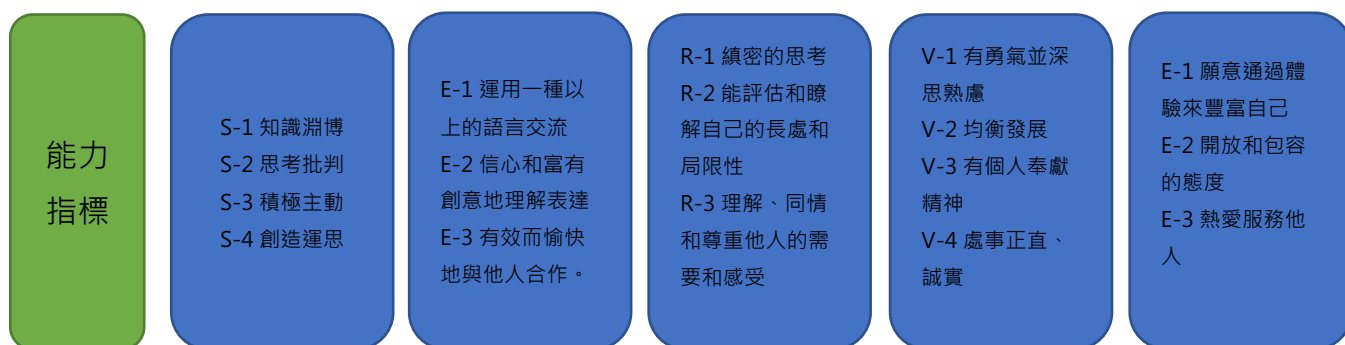 能力
指標
S-1 知識淵博
S-2 思考批判
S-3 積極主動
S-4 創造運思
E-1 運用一種以
上的語言交流
E-2 信心和富有
創意地理解表達
E-3 有效而愉快
地與他人合作。
R-1 縝密的思考
R-2 能評估和瞭
解自己的長處和
局限性
R-3 理解、同情
和尊重他人的需
要和感受
V-1 有勇氣並深
思熟慮
V-2 均衡發展
V-3 有個人奉獻
精神
V-4 處事正直、
誠實
E-1 願意通過體
驗來豐富自己
E-2 開放和包容
的態度
E-3 熱愛服務他
人